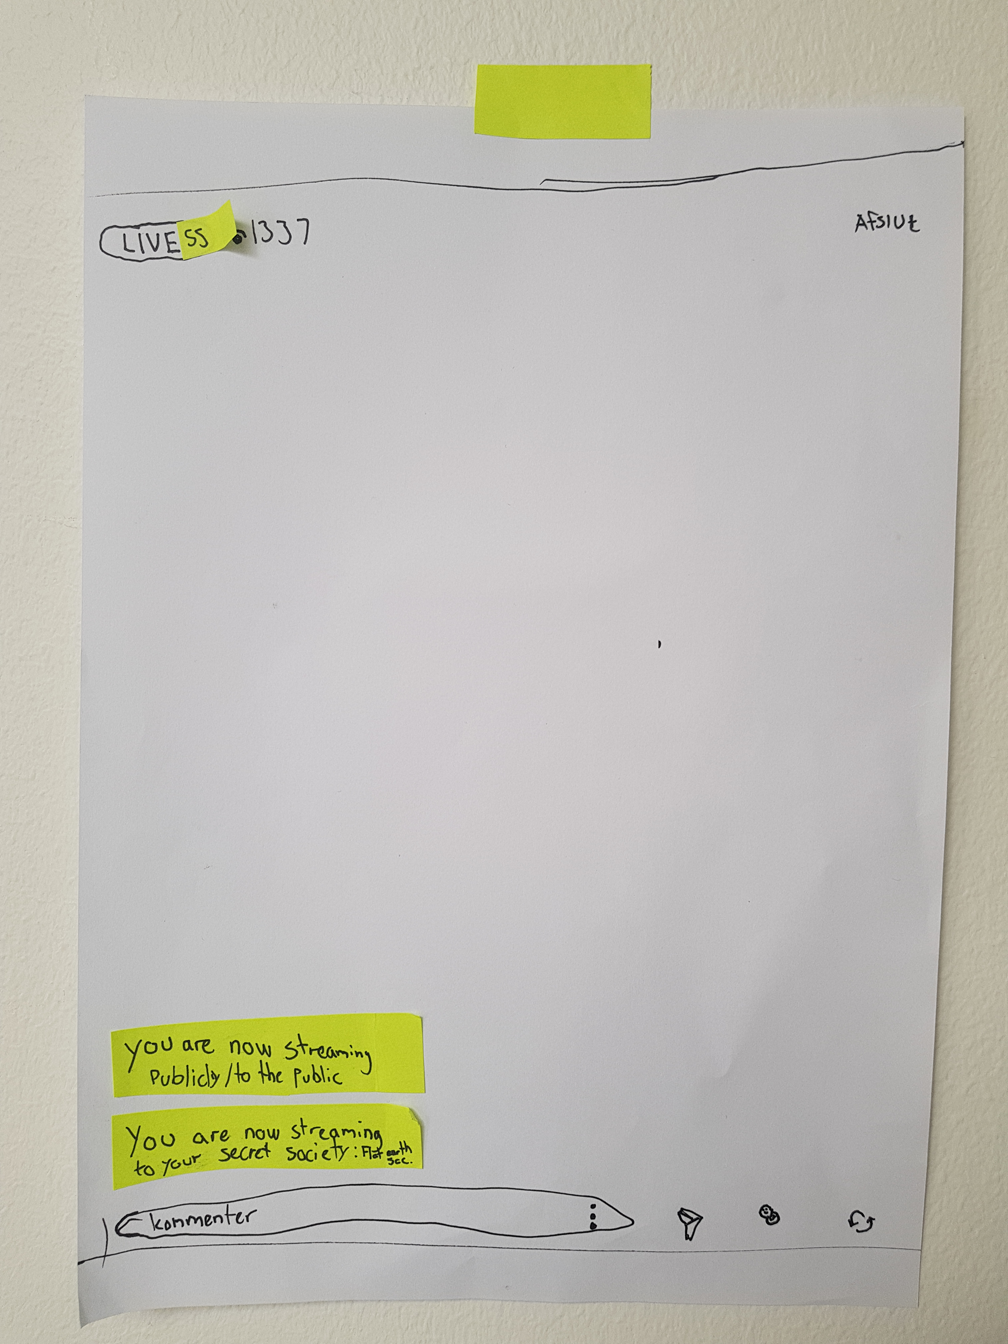 LIVE SS 1337
Afslut
You are now streaming
Publicly/to the public
You are now streaming
to your secret society: Flat earth
soc.
kommenter